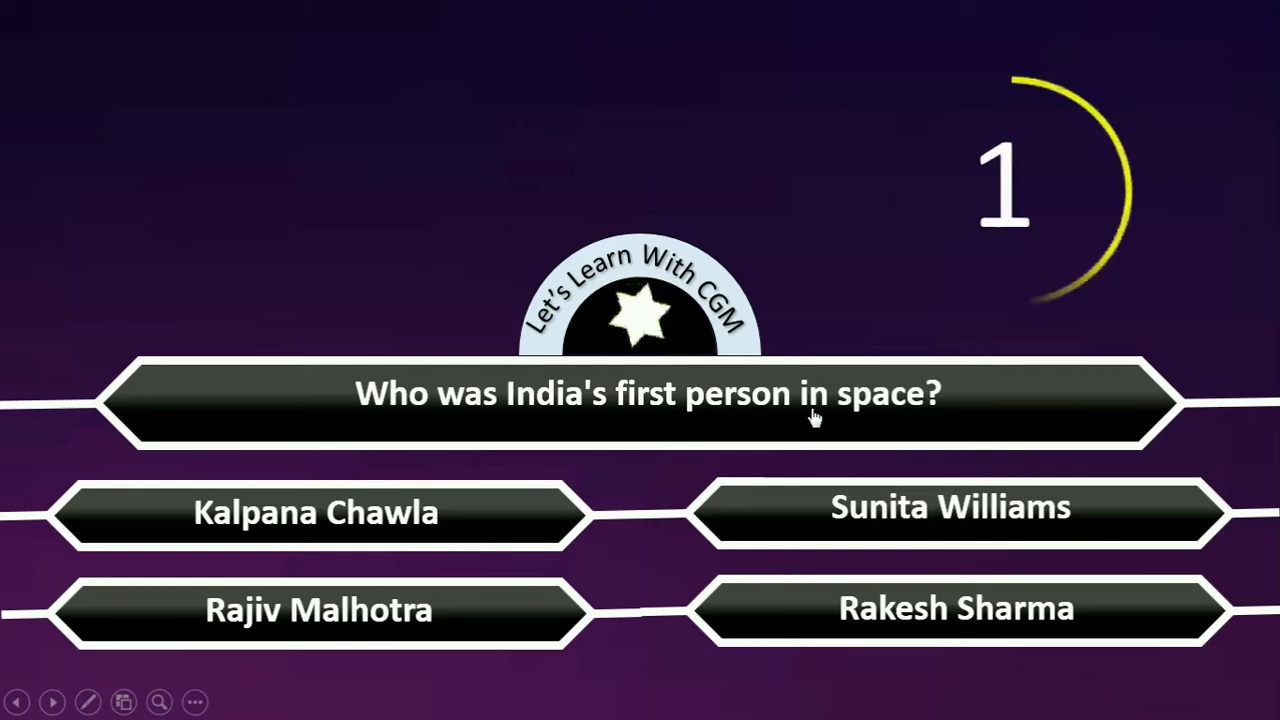 1
Let's Learn With CGM
Who was India's first person in space?
Kalpana Chawla
Sunita Williams
Rajiv Malhotra
Rakesh Sharma